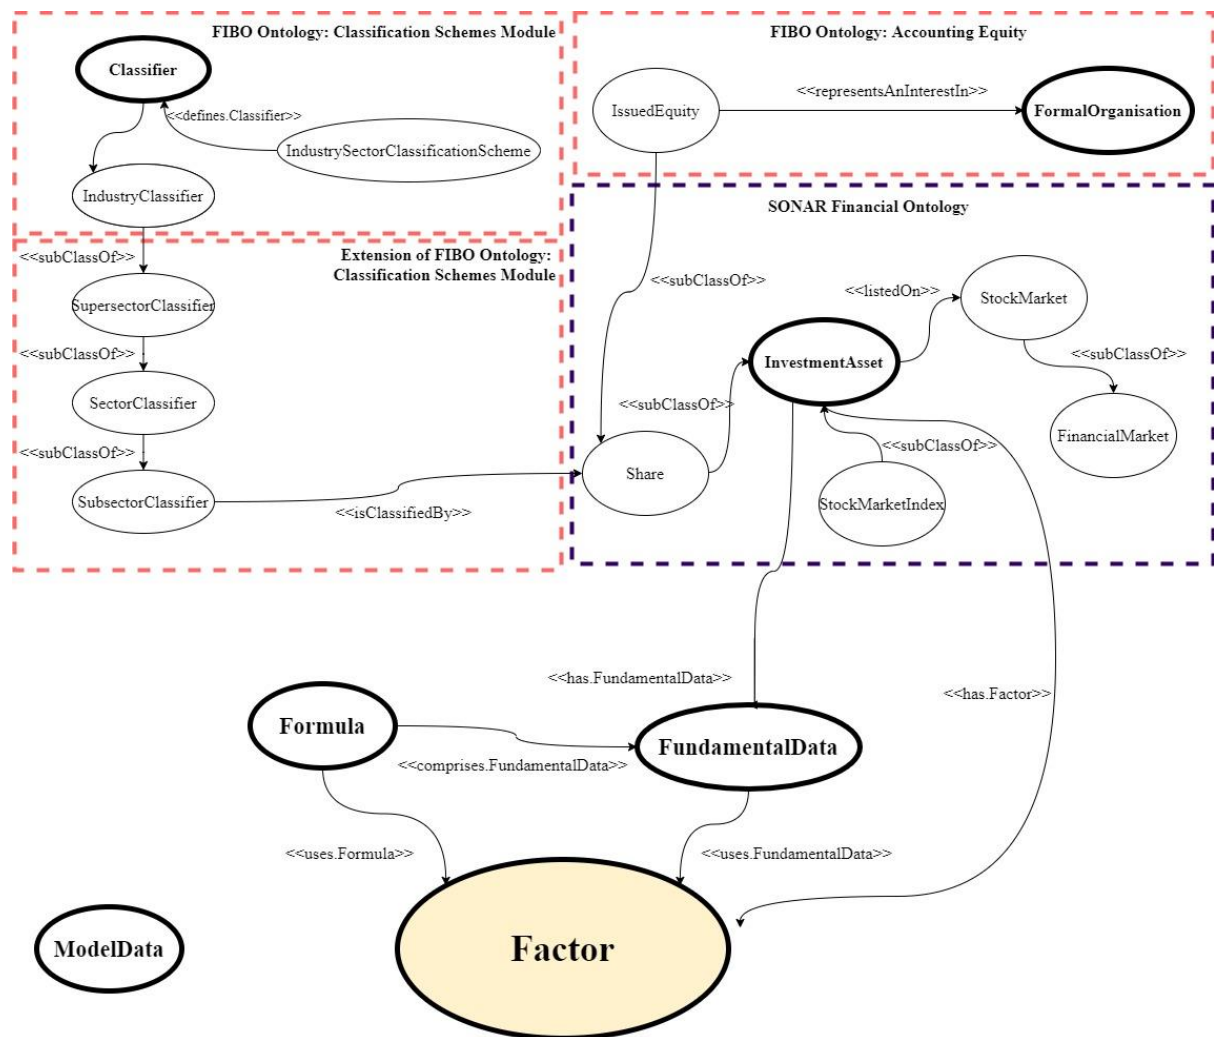 FIBO Ontology: Classification Schemes Module
Classifier
<<defines.Classifier>>
IndustrySectorClassificationScheme
IndustryClassifier
FIBO Ontology: Accounting Equity
<<representsAnInterestIn>>
IssuedEquity
FormalOrganisation
<<subClassOf>>
Extension of FIBO Ontology:
Classification Schemes Module
SupersectorClassifier
<<subClassOf>>
SectorClassifier
<<subClassOf>>
SubsectorClassifier
<<isClassifiedBy>>
SONAR Financial Ontology
<<subClassOf>>
<<listedOn>>
StockMarket
InvestmentAsset
<<subClassOf>>
<<subClassOf>>
FinancialMarket
<<subClassOf>>
Share
StockMarketIndex
<<has.FundamentalData>>
<<has.Factor>>
Formula
FundamentalData
<<comprises.FundamentalData>>
<<uses.Formula>>
<<uses.FundamentalData>>
ModelData
Factor